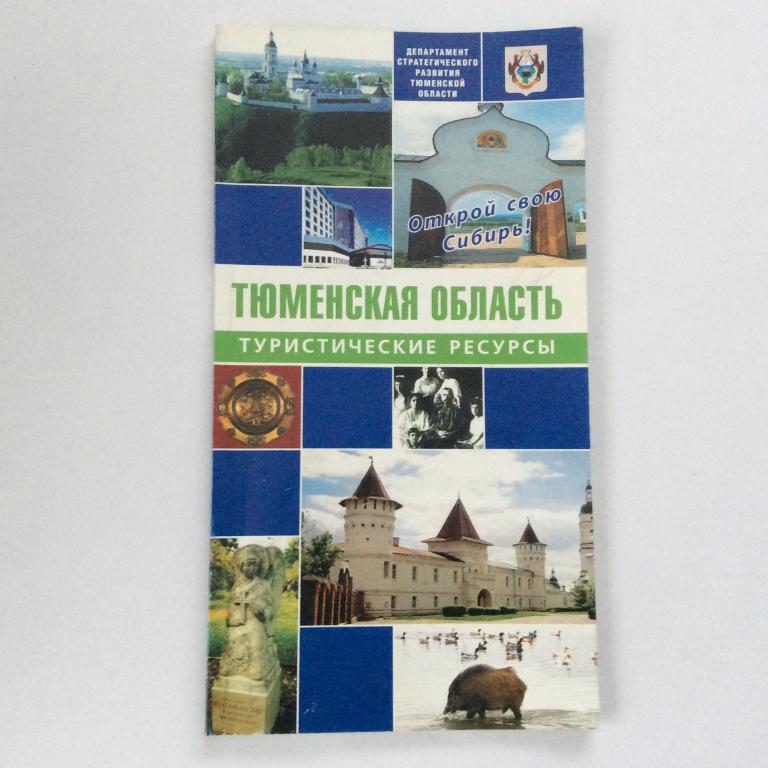 ДЕПАРТАМЕНТ
СТРАТЕГИЧЕСКОГО
РАЗВИТИЯ
ТЮМЕНСКОЙ
ОБЛАСТИ
Открой свою
Сибирь!
ТЮМЕНСКАЯ ОБЛАСТЬ
ТУРИСТИЧЕСКИЕ РЕСУРСЫ